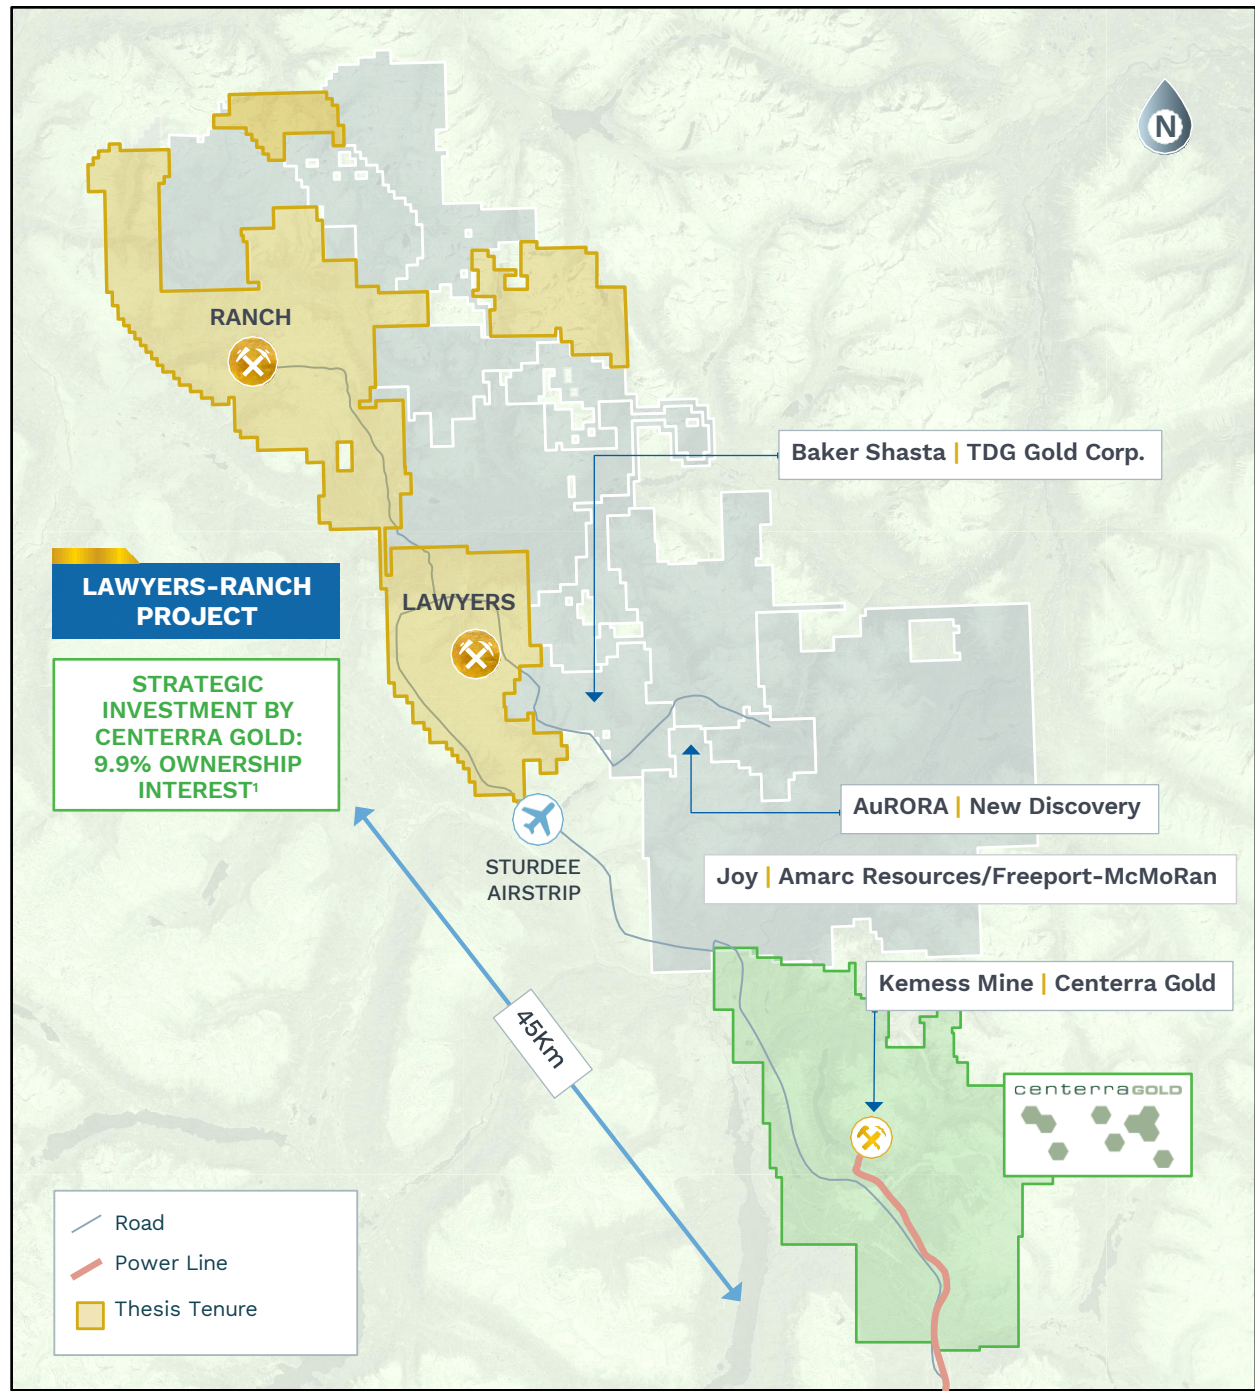 N
RANCH
Baker Shasta | TDG Gold Corp.
LAWYERS-RANCH
PROJECT
LAWYERS
STRATEGIC
INVESTMENT BY
CENTERRA GOLD:
9.9% OWNERSHIP
INTEREST¹
AuRORA | New Discovery
STURDEE
AIRSTRIP
Joy | Amarc Resources/Freeport-McMoRan
Kemess Mine | Centerra Gold
45Km
centerraGOLD
Road
Power Line
Thesis Tenure